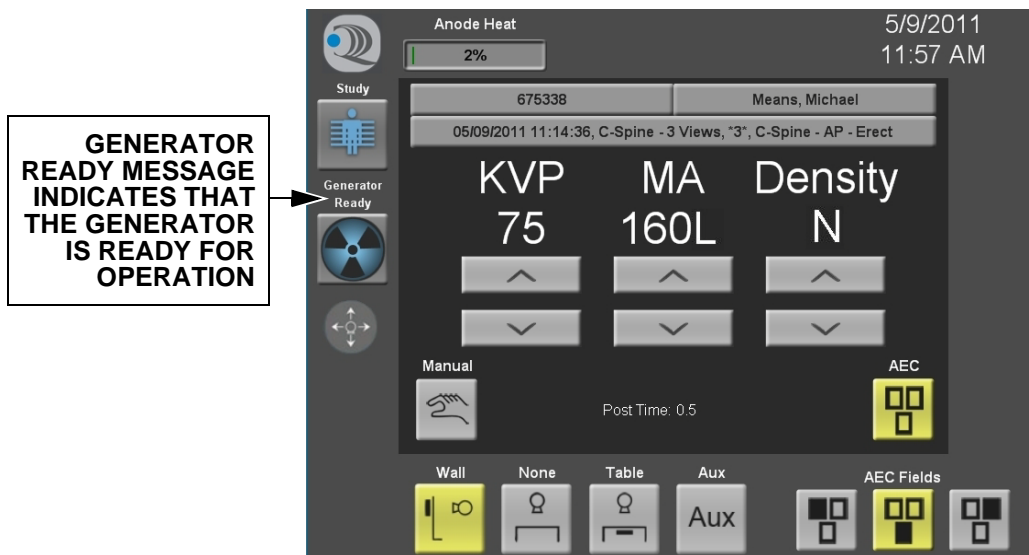 Anode Heat
2%
5/9/2011
11:57 AM
Study
675338
Means, Michael
05/09/2011 11:14:36, C-Spine - 3 Views, *3*, C-Spine - AP - Erect
GENERATOR
READY MESSAGE
INDICATES THAT
THE GENERATOR
IS READY FOR
OPERATION
Generator
Ready
KVP
MA
Density
75
160L
N
Manual
AEC
Post Time: 0.5
Wall
None
Table
Aux
AEC Fields
Aux